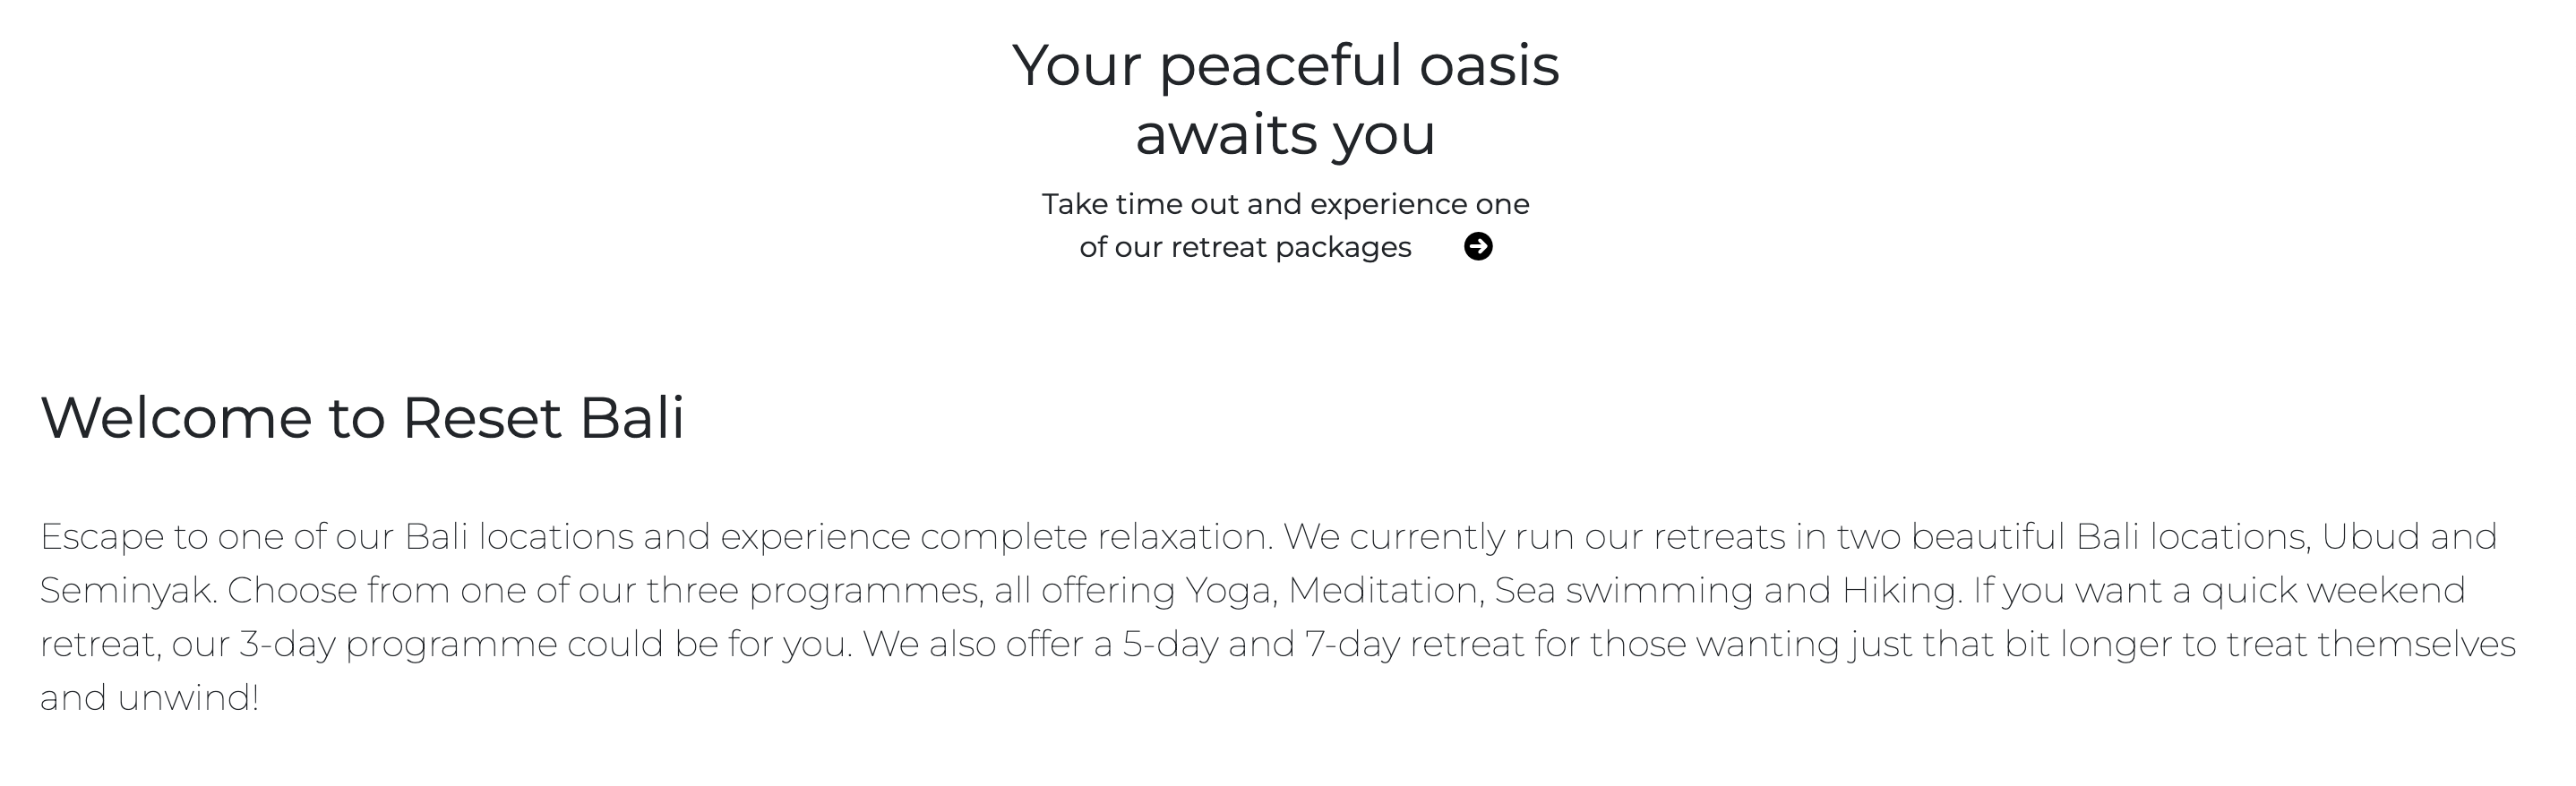 Your peaceful oasis
awaits you
Take time out and experience one
of our retreat packages
Welcome to Reset Bali
Escape to one of our Bali locations and experience complete relaxation. We currently run our retreats in two beautiful Bali locations, Ubud and
Seminyak. Choose from one of our three programmes, all offering Yoga, Meditation, Sea swimming and Hiking. If you want a quick weekend
retreat, our 3-day programme could be for you. We also offer a 5-day and 7-day retreat for those wanting just that bit longer to treat themselves
and unwind!